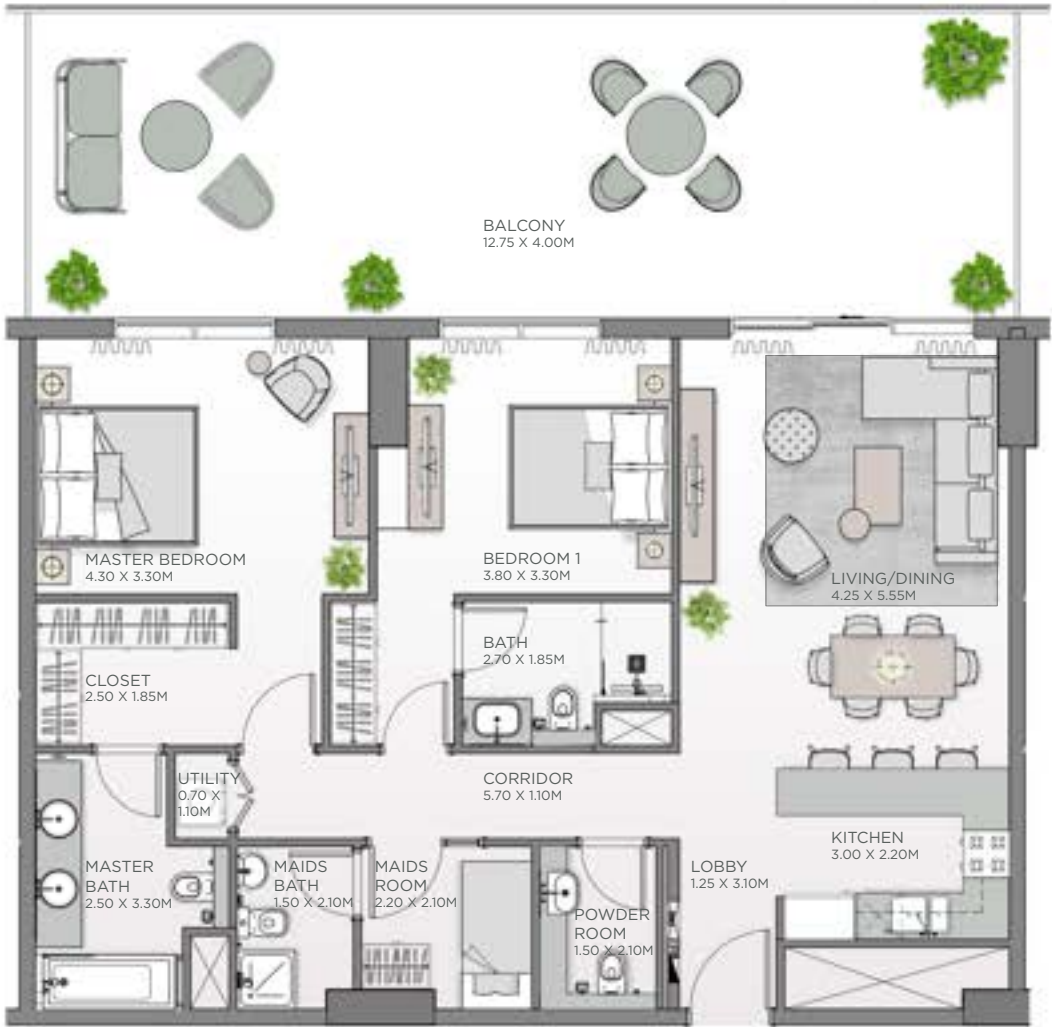 BALCONY
12.75 X 4.00M
MASTER BEDROOM
4.30 X 3.30M
BEDROOM 1
3.80 X 3.30M
LIVING/DINING
4.25 X 5.55M
BATH
2.70 X 1.85M
CLOSET
2.50 X 1.85M
UTILITY
0.70 X
1.10M
CORRIDOR
5.70 X 1.10M
KITCHEN
3.00 X 2.20M
MASTER
BATH
2.50 X 3.30M
MAIDS
BATH
1.50 X 2.10M
MAIDS
ROOM
2.20 X 2.10M
LOBBY
1.25 X 3.10M
POWDER
ROOM
1.50 X 2.10M